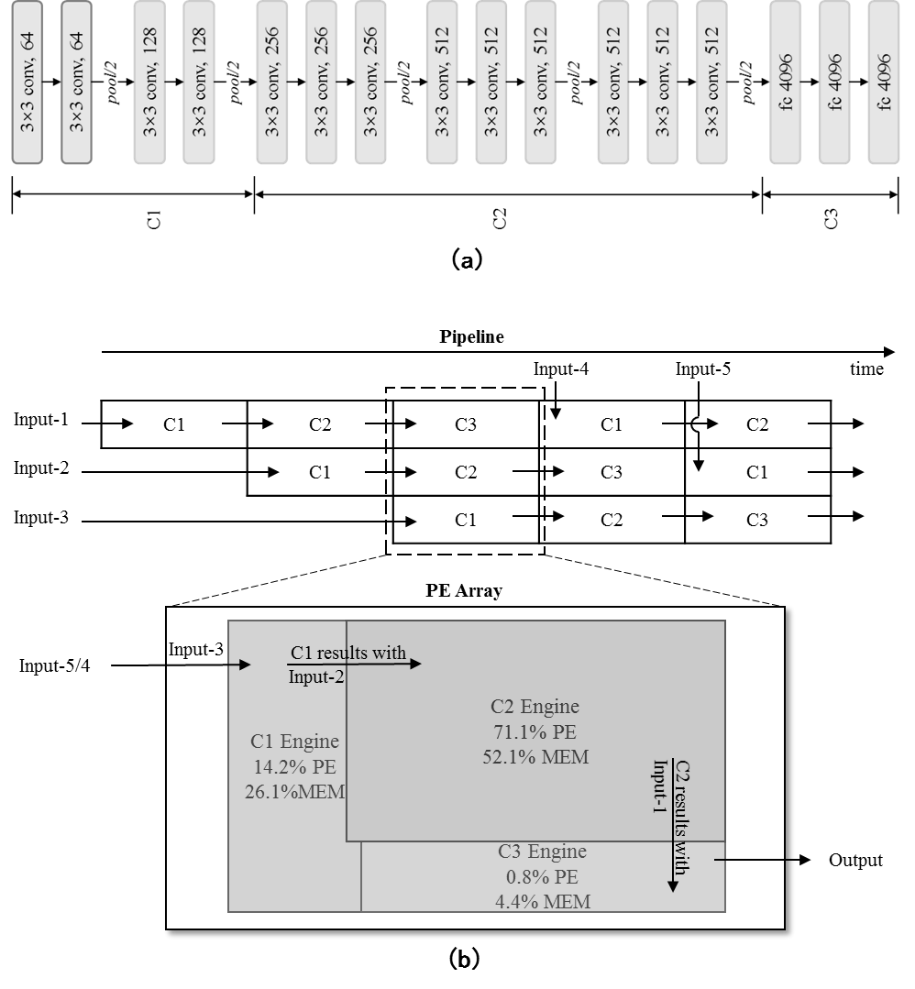 3×3 conv, 64
3×3 conv, 64
pool/2
3×3 conv, 128
3×3 conv, 128
pool/2
3×3 conv, 256
3×3 conv, 256
3×3 conv, 256
pool/2
3×3 conv, 512
3×3 conv, 512
3×3 conv, 512
pool/2
3×3 conv, 512
3×3 conv, 512
3×3 conv, 512
pool/2
fc 4096
fc 4096
fc 4096
C1
C2
C3
(a)
Pipeline
Input-4
Input-5
time
Input-1
C1
C2
C3
C1
C2
Input-2
C1
C2
C3
C1
Input-3
C1
C2
C3
PE Array
Input-5/4
Input-3
C1 results with
Input-2
C2 Engine
71.1% PE
52.1% MEM
C1 Engine
14.2% PE
26.1%MEM
C2 results with
Input-1
C3 Engine
0.8% PE
4.4% MEM
Output
(b)